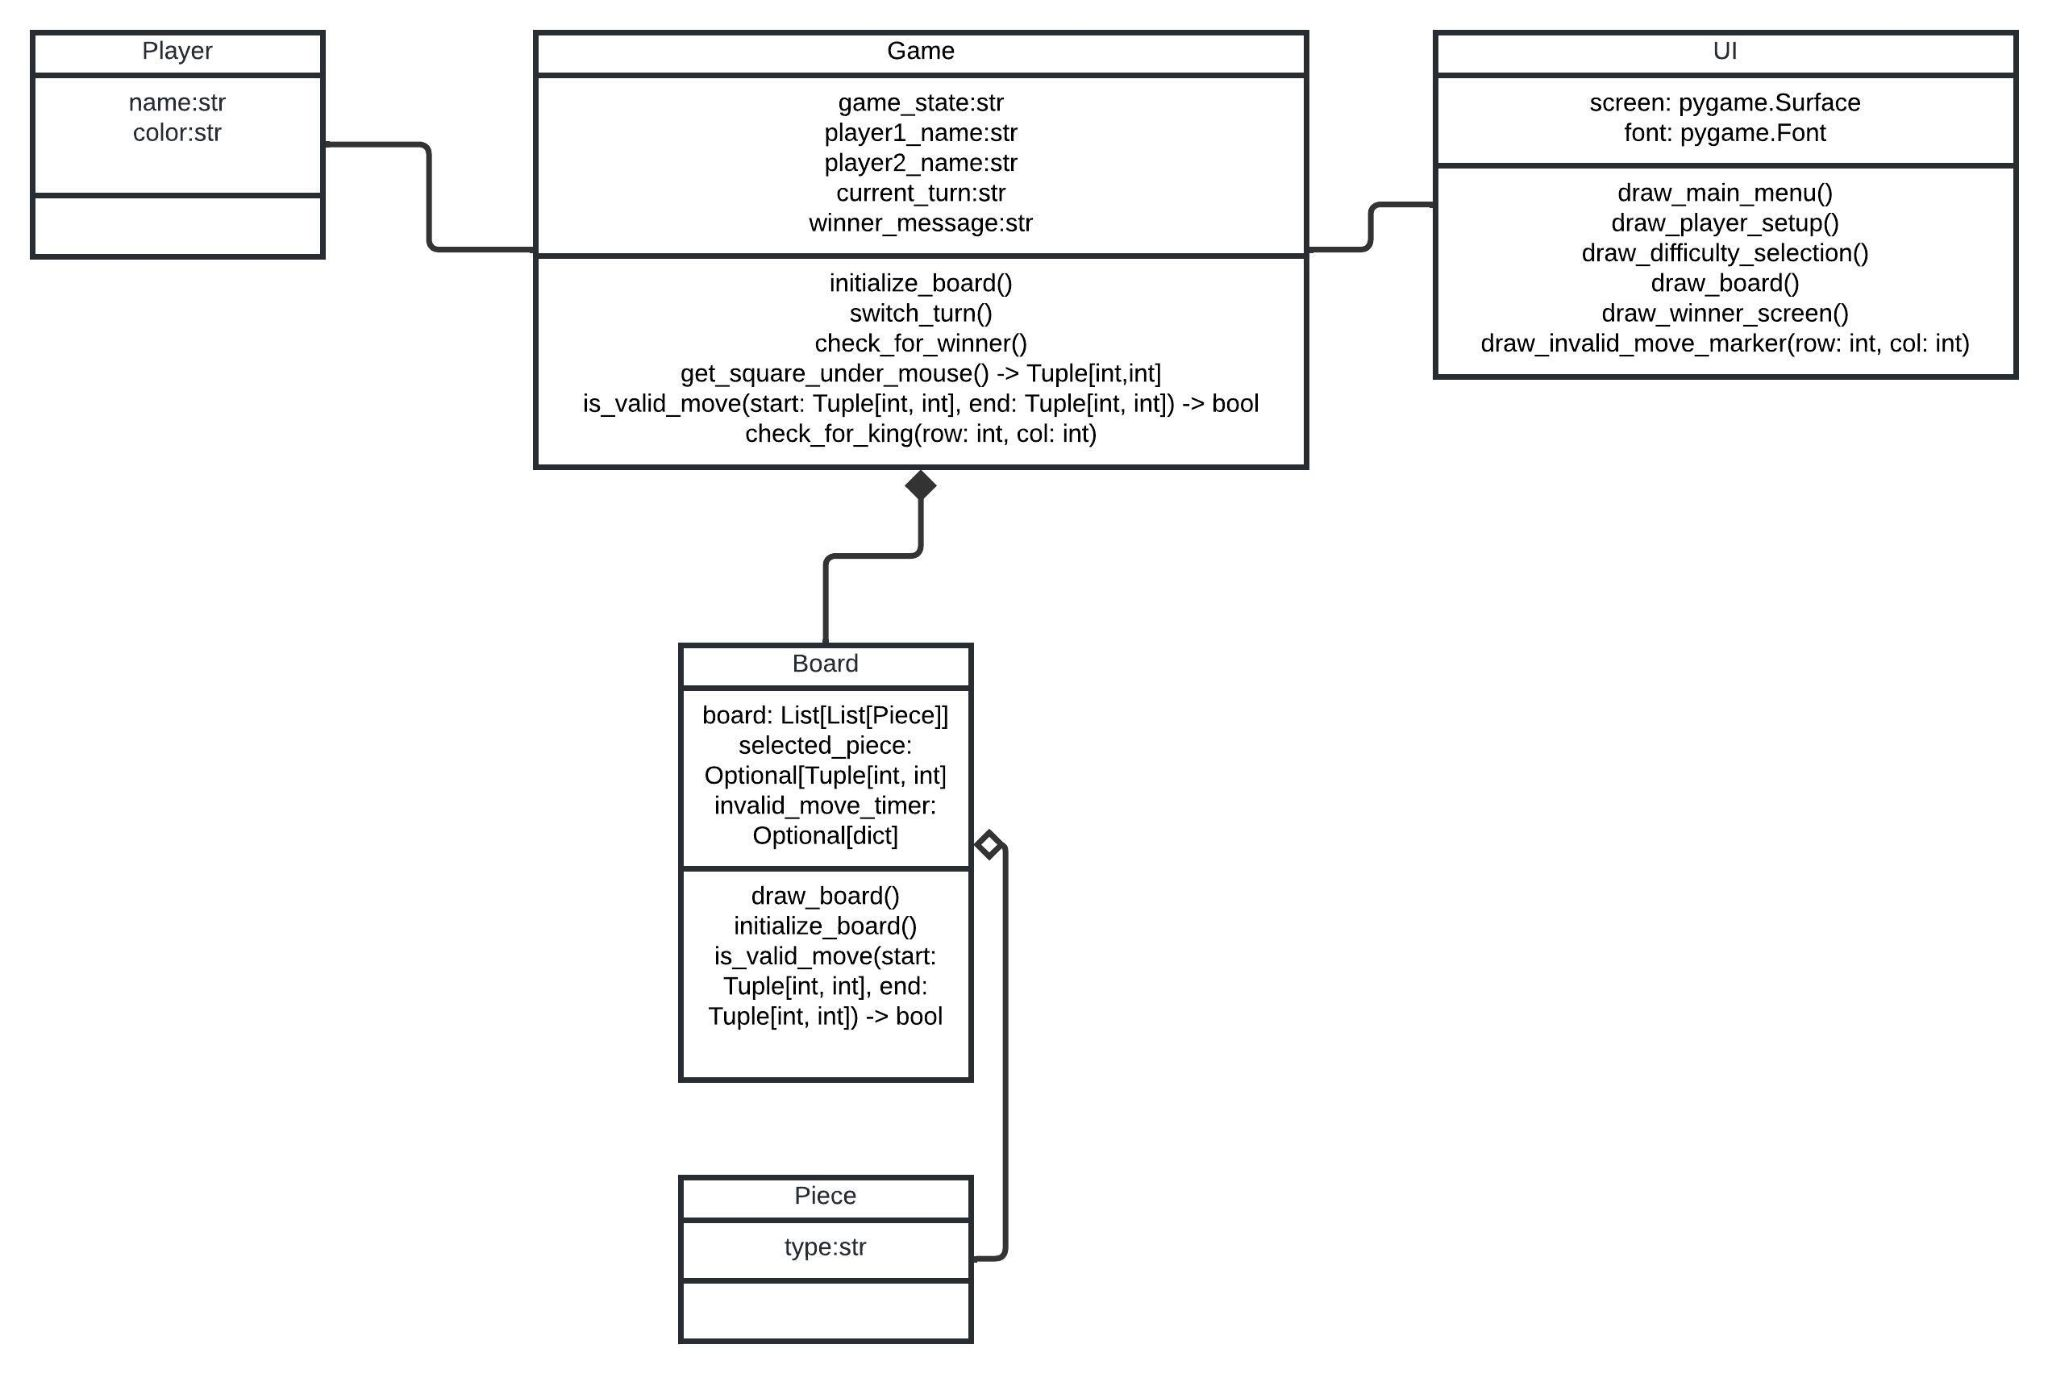 Player
name:str
color:str
Game
game_state:str
player1_name:str
player2_name:str
current_turn:str
winner_message:str
initialize_board()
switch_turn()
check_for_winner()
get_square_under_mouse() -> Tuple[int,int]
is_valid_move(start: Tuple[int, int], end: Tuple[int, int]) -> bool
check_for_king(row: int, col: int)
UI
screen: pygame.Surface
font: pygame.Font
draw_main_menu()
draw_player_setup()
draw_difficulty_selection()
draw_board()
draw_winner_screen()
draw_invalid_move_marker(row: int, col: int)
Board
board: List[List[Piece]]
selected_piece:
Optional[Tuple[int, int]
invalid_move_timer:
Optional[dict]
draw_board()
initialize_board()
is_valid_move(start:
Tuple[int, int], end:
Tuple[int, int]) -> bool
Piece
type:str